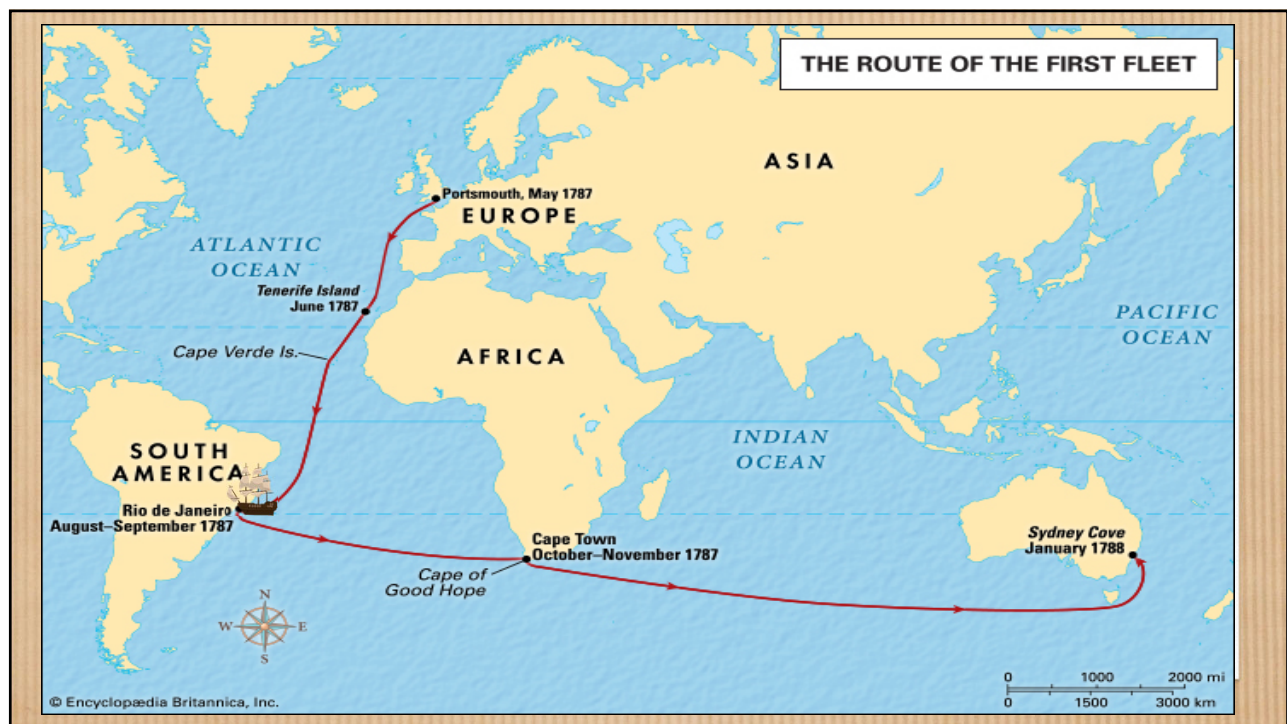 THE ROUTE OF THE FIRST FLEET
ASIA
Portsmouth, May 1787
EUROPE
ATLANTIC
OCEAN
Tenerife Island
June 1787
PACIFIC
OCEAN
Cape Verde Is.
AFRICA
INDIAN
OCEAN
SOUTH
AMERICA
Rio de Janeiro
August–September 1787
Cape Town
October–November 1787
Sydney Cove
January 1788
Cape of
Good Hope
N
W E
S
0 1000 2000 mi
0 1500 3000 km
© Encyclopædia Britannica, Inc.